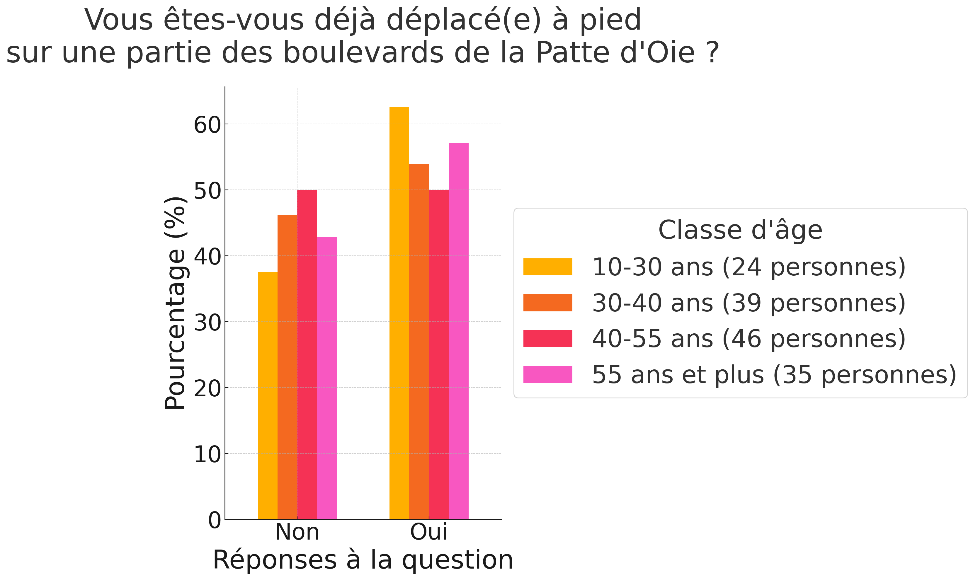 Vous êtes-vous déjà déplacé(e) à pied
sur une partie des boulevards de la Patte d'Oie ?
60
50
40
30
20
10
0
Pourcentage (%)
Non
Oui
Réponses à la question
Classe d'âge
10-30 ans (24 personnes)
30-40 ans (39 personnes)
40-55 ans (46 personnes)
55 ans et plus (35 personnes)